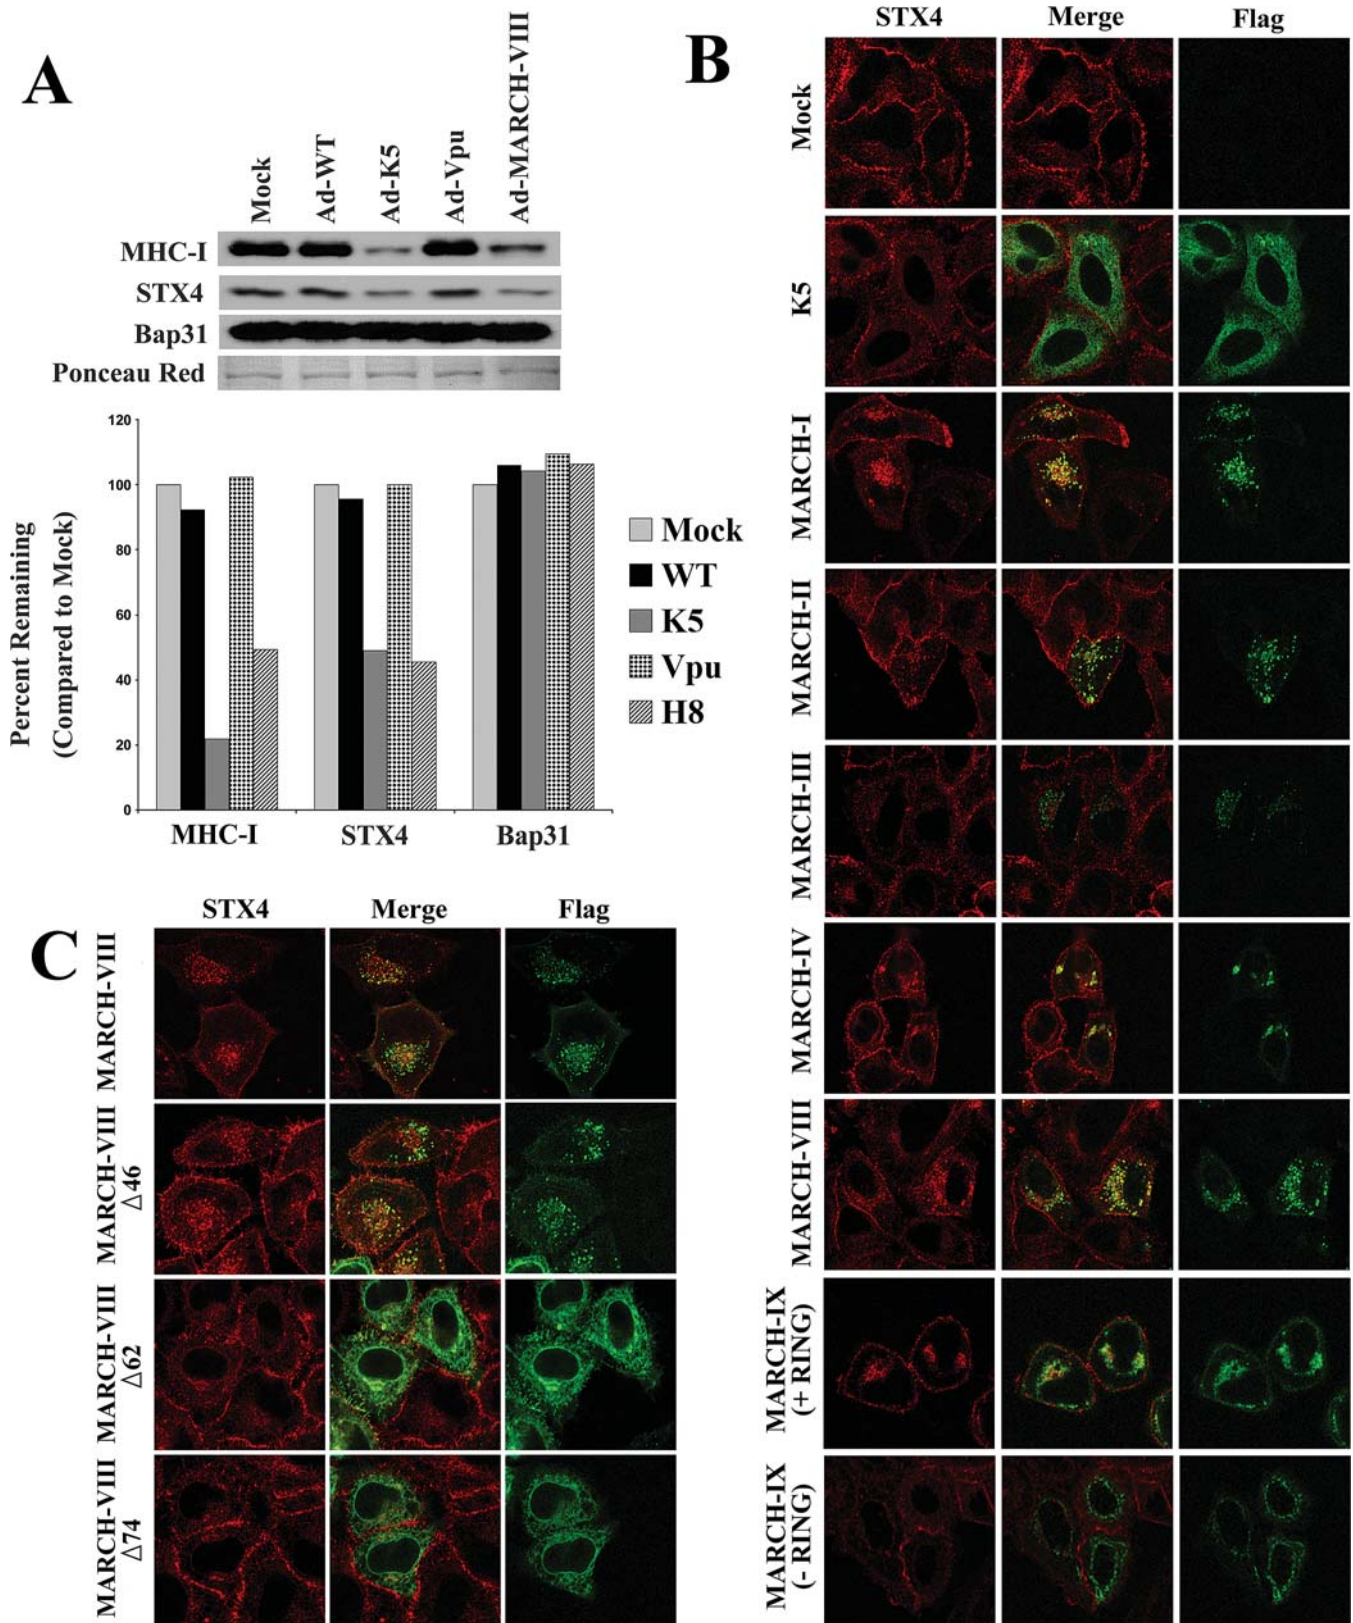 A
Mock
Ad-WT
Ad-K5
Ad-Vpu
Ad-MARCH-VIII
MHC-I
STX4
Bap31
Ponceau Red
Percent Remaining
(Compared to Mock)
120
100
80
60
40
20
0
MHC-I
STX4
Bap31
Mock
WT
K5
Vpu
H8
B
STX4
Merge
Flag
Mock
K5
MARCH-I
MARCH-II
MARCH-III
MARCH-IV
MARCH-VIII
MARCH-IX
(+ RING)
MARCH-IX
(- RING)
C
STX4
Merge
Flag
MARCH-VIII
MARCH-VIII
△46
MARCH-VIII
△62
MARCH-VIII
△74